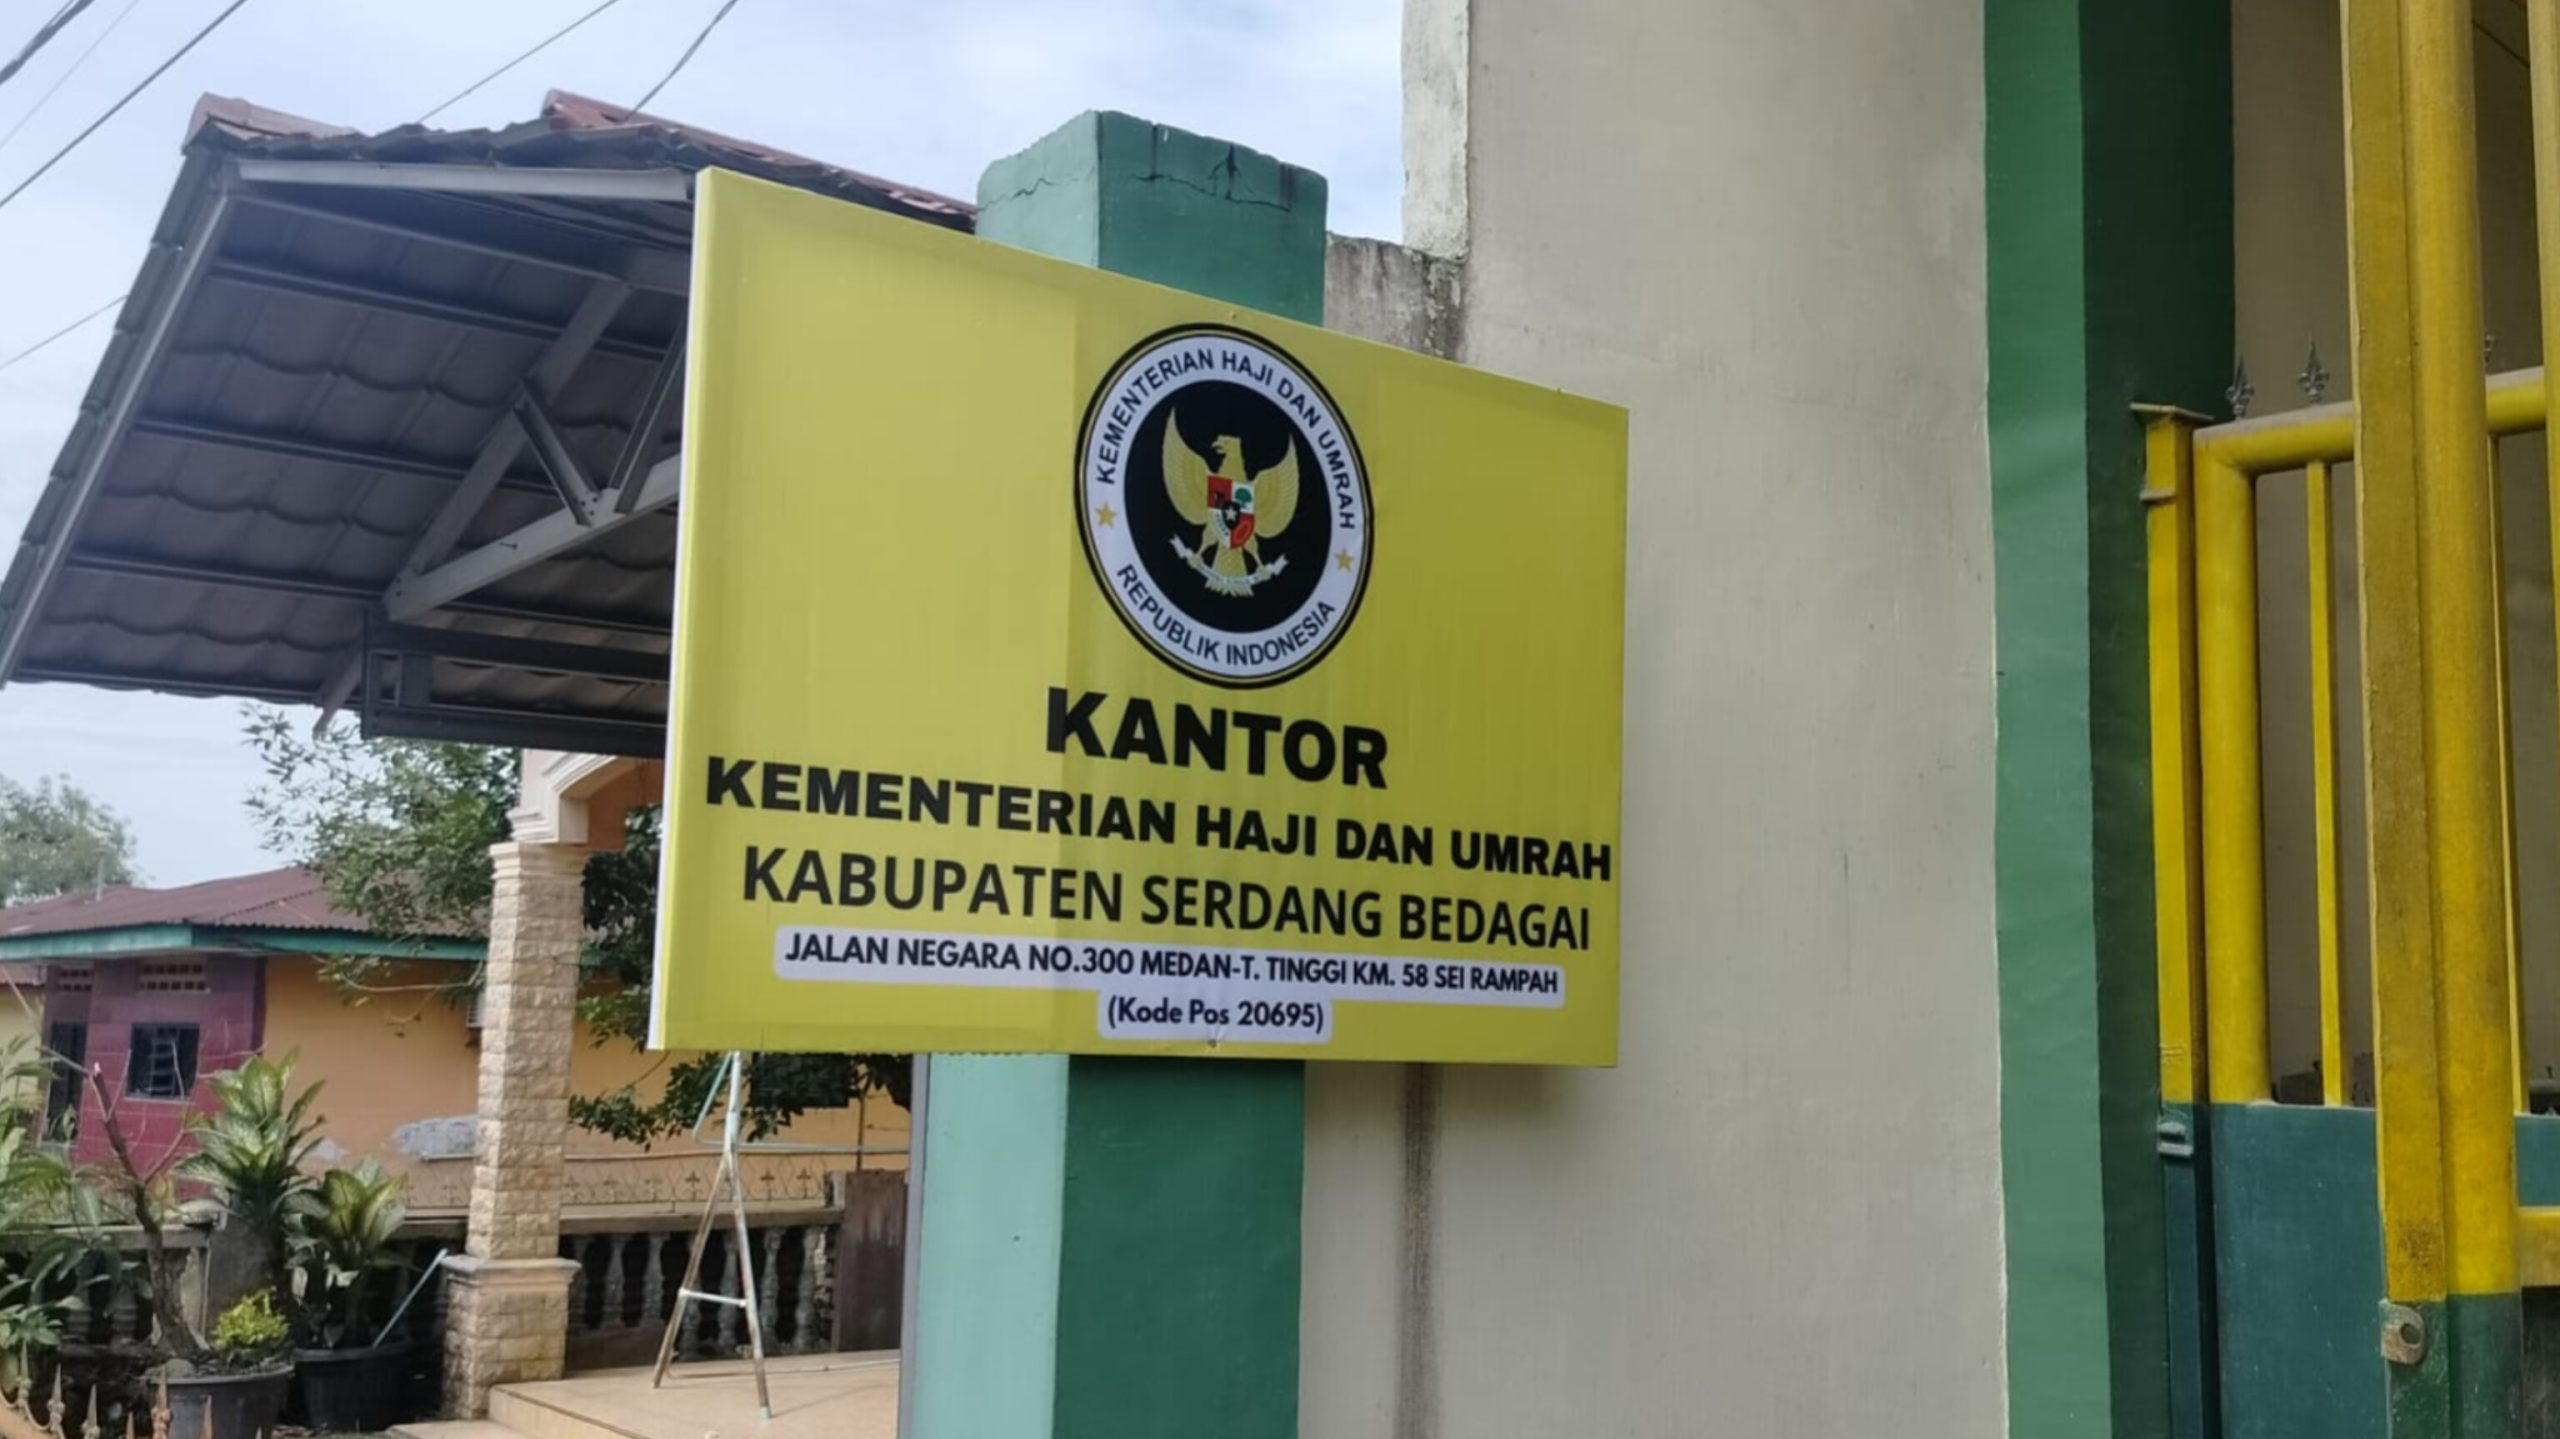 KEMENTERIAN HAJI DAN UMRAH
REPUBLIK INDONESIA
KANTOR
KEMENTERIAN HAJI DAN UMRAH
KABUPATEN SERDANG BEDAGAI
JALAN NEGARA NO.300 MEDAN-T. TINGGI KM. 58 SEI RAMPAH
(Kode Pos 20695)